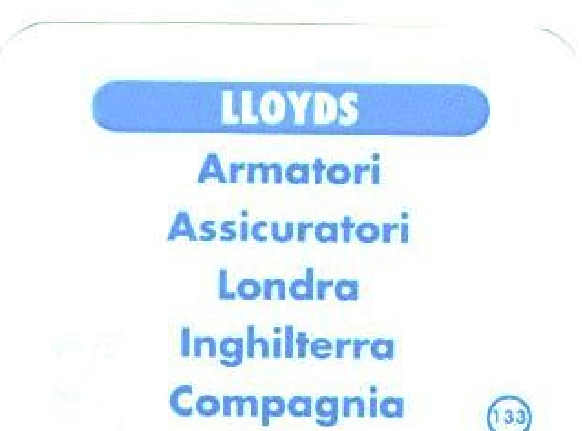 LLOYDS
Armatori
Assicuratori
Londra
Inghilterra
Compagnia
133